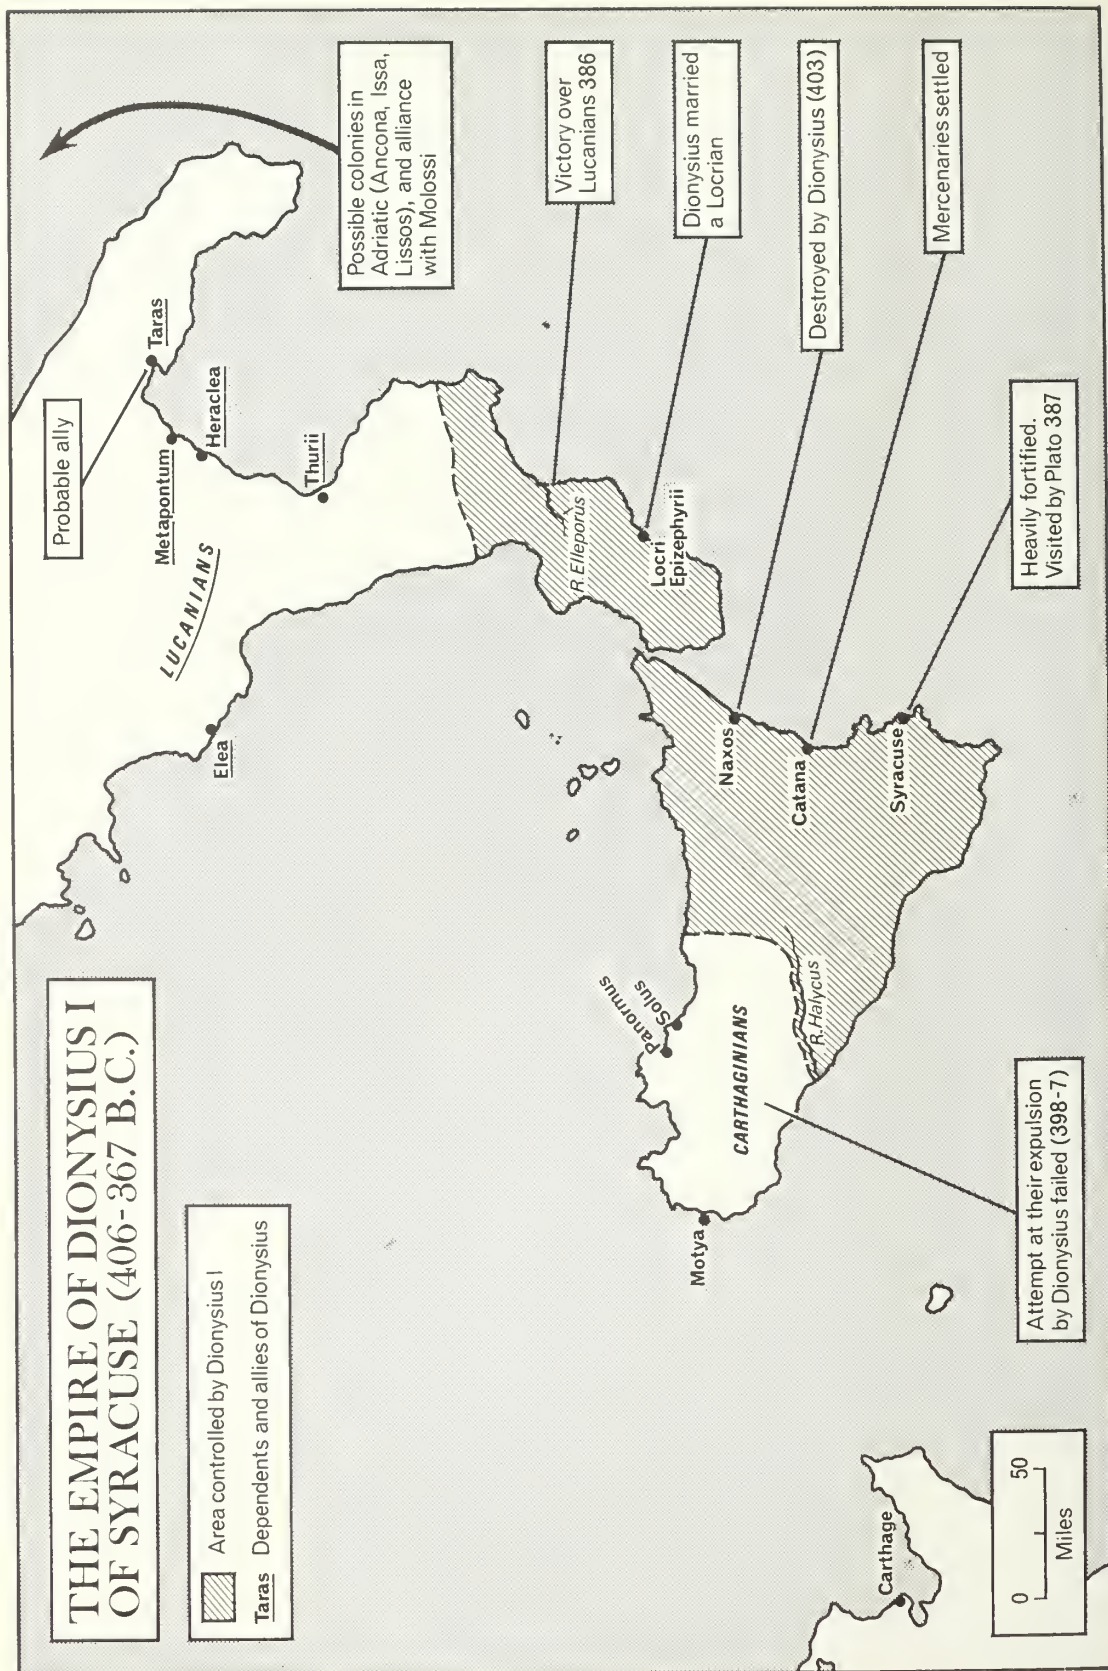 THE EMPIRE OF DIONYSIUS I
OF SYRACUSE (406-367 B.C.)
Area controlled by Dionysius I
Taras Dependents and allies of Dionysius
Probable ally
Taras
Metapontum
Heraclea
Thurii
LUCANIANS
Elea
Possible colonies in
Adriatic (Ancona, Issa,
Lissos), and alliance
with Molossi
Victory over
Lucanians 386
R. Elleporus
Dionysius married
a Locrian
Locri
Epizephyrii
Destroyed by Dionysius (403)
Naxos
Mercenaries settled
Catana
Heavily fortified.
Visited by Plato 387
Syracuse
Panormus
Solus
CARTHAGINIANS
R. Halycus
Motya
Attempt at their expulsion
by Dionysius failed (398-7)
Carthage
0 50
Miles